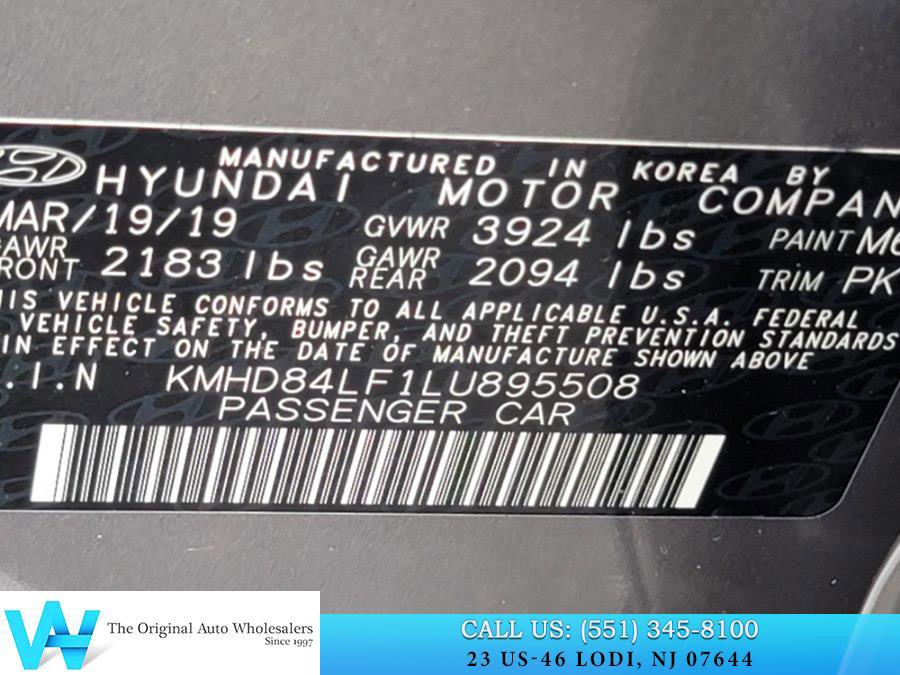 MANUFACTURED IN KOREA BY
HYUNDAI MOTOR COMPAN
MAR/19/19 GVWR 3924 lbs PAINT M6
GAWR FRONT 2183 lbs GAWR REAR 2094 lbs TRIM PK
HIS VEHICLE CONFORMS TO ALL APPLICABLE U.S.A. FEDERAL
VEHICLE SAFETY, BUMPER, AND THEFT PREVENTION STANDARDS
IN EFFECT ON THE DATE OF MANUFACTURE SHOWN ABOVE
.I.N KMHD84LF1LU895508
PASSENGER CAR
The Original Auto Wholesalers
Since 1997
CALL US: (551) 345-8100
23 US-46 LODI, NJ 07644